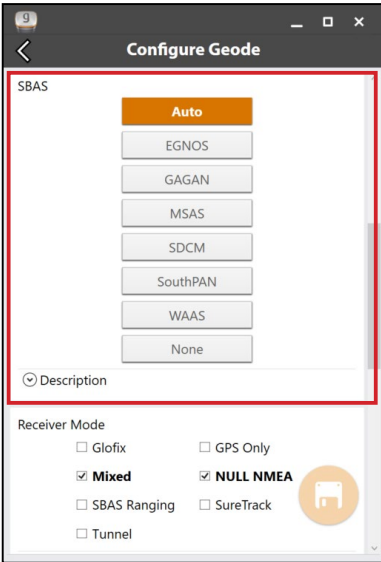 g
Configure Geode
SBAS
Auto
EGNOS
GAGAN
MSAS
SDCM
SouthPAN
WAAS
None
Description
Receiver Mode
Glofix
GPS Only
Mixed
NULL NMEA
SBAS Ranging
SureTrack
Tunnel